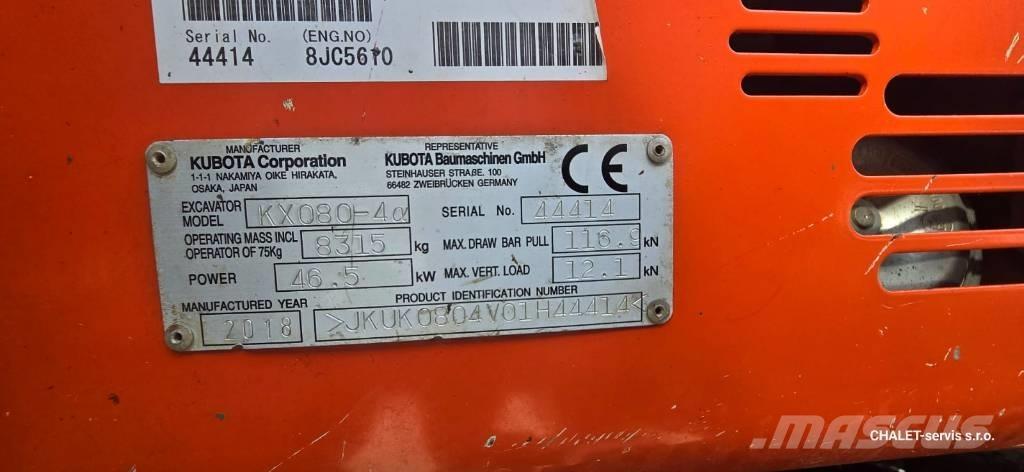 Serial No. (ENG.NO)
44414 8JC5610
MANUFACTURER
KUBOTA Corporation
1-1-1 NAKAMIYA OIKE HIRAKATA,
OSAKA, JAPAN
REPRESENTATIVE
KUBOTA Baumaschinen GmbH
STEINHAUSER STRAßE. 100
66482 ZWEIBRÜCKEN GERMANY
CE
EXCAVATOR MODEL KX080-4α SERIAL No. 44414
OPERATING MASS INCL
OPERATOR OF 75Kg 8315 kg MAX. DRAW BAR PULL 116.9 kN
POWER 46.5 kW MAX. VERT. LOAD 12.1 kN
MANUFACTURED YEAR PRODUCT IDENTIFICATION NUMBER
2018 >JKUK0804V01H44414<
MASCUS
CHALET-servis s.r.o.